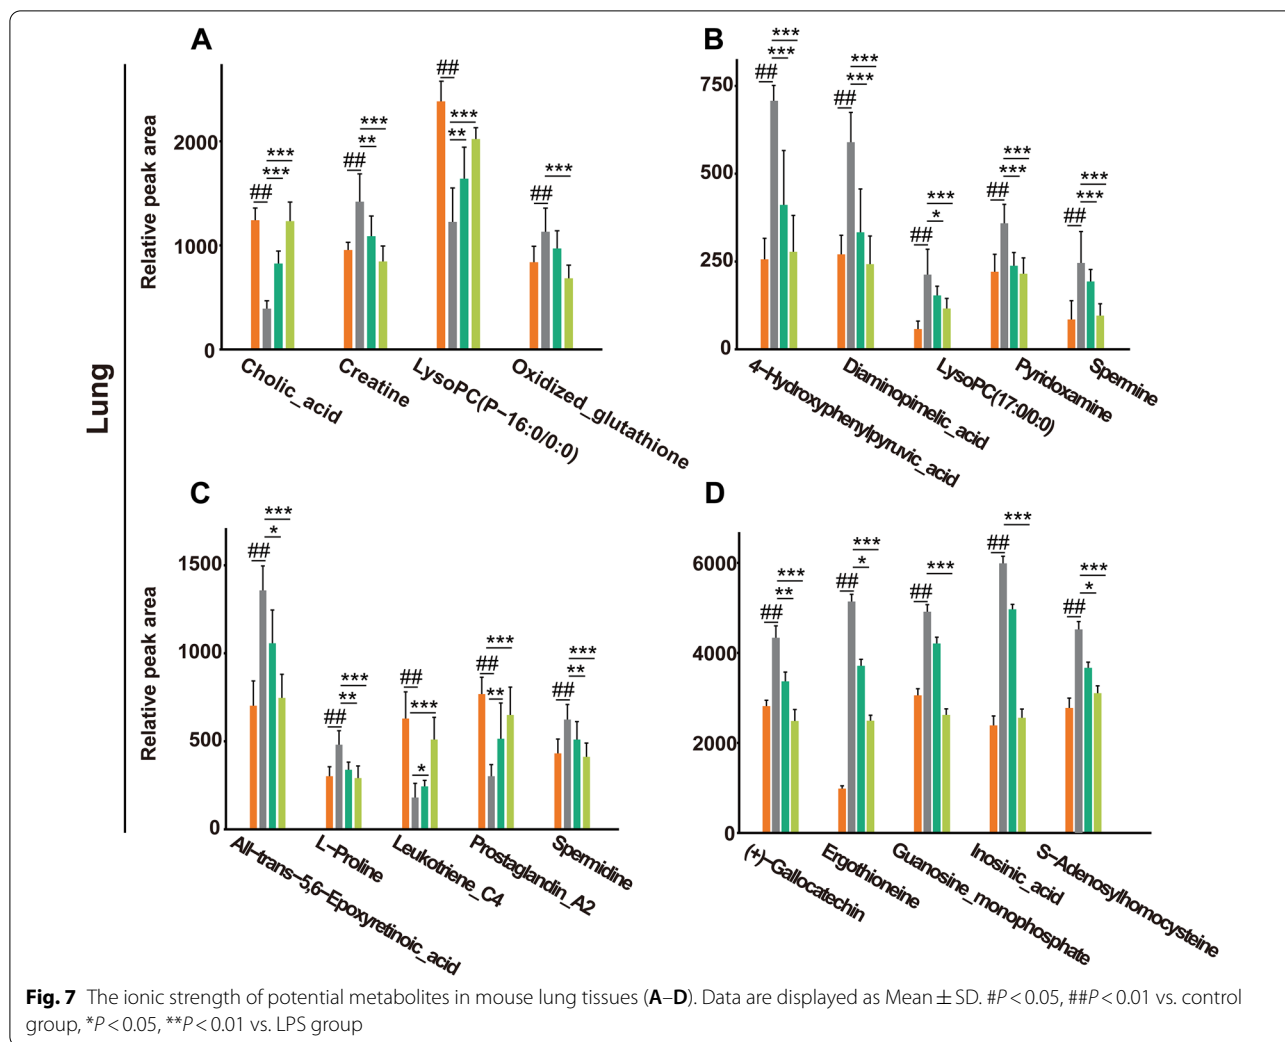 Lung
A
Relative peak area
2000
1000
0
##
***
***
##
***
**
##
***
**
##
***
Cholic_acid
Creatine
LysoPC(P−16:0/0:0)
Oxidized_glutathione
B
750
500
250
0
##
***
***
##
***
***
##
***
*
##
***
***
##
***
***
4−Hydroxyphenylpyruvic_acid
Diaminopimelic_acid
LysoPC(17:0/0:0)
Pyridoxamine
Spermine
C
Relative peak area
1500
1000
500
0
##
***
*
##
***
**
##
***
*
##
***
**
##
***
**
All−trans−5,6−Epoxyretinoic_acid
L−Proline
Leukotriene_C4
Prostaglandin_A2
Spermidine
D
6000
4000
2000
0
##
***
**
##
***
*
##
***
##
***
##
***
*
(+)−Gallocatechin
Ergothioneine
Guanosine_monophosphate
Inosinic_acid
S−Adenosylhomocysteine
Fig. 7 The ionic strength of potential metabolites in mouse lung tissues (A–D). Data are displayed as Mean ± SD. #P < 0.05, ##P < 0.01 vs. control
group, *P < 0.05, **P < 0.01 vs. LPS group